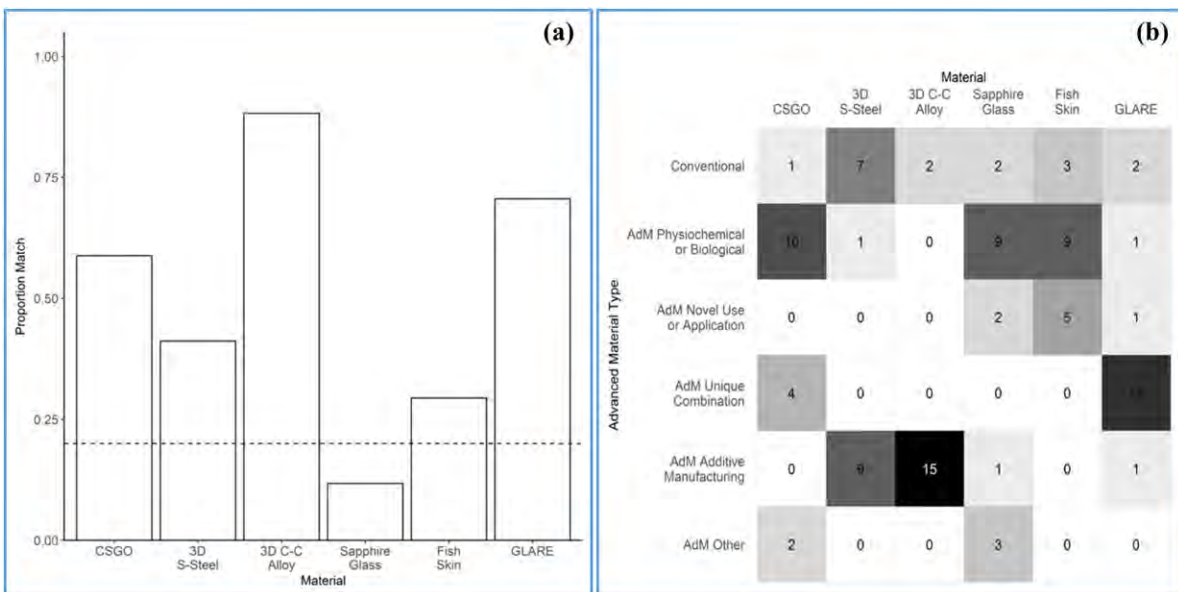 (a)
1.00
0.75
0.50
0.25
0.00
Proportion Match
CSGO
3D
S-Steel
3D C-C
Alloy
Sapphire
Glass
Fish
Skin
GLARE
Material
(b)
Material
CSGO
3D
S-Steel
3D C-C
Alloy
Sapphire
Glass
Fish
Skin
GLARE
Advanced Material Type
Conventional
1 7 2 2 3 2
AdM Physiochemical
or Biological
10 1 0 9 9 1
AdM Novel Use
or Application
0 0 0 2 5 1
AdM Unique
Combination
4 0 0 0 0
AdM Additive
Manufacturing
0 9 15 1 0 1
AdM Other
2 0 0 3 0 0